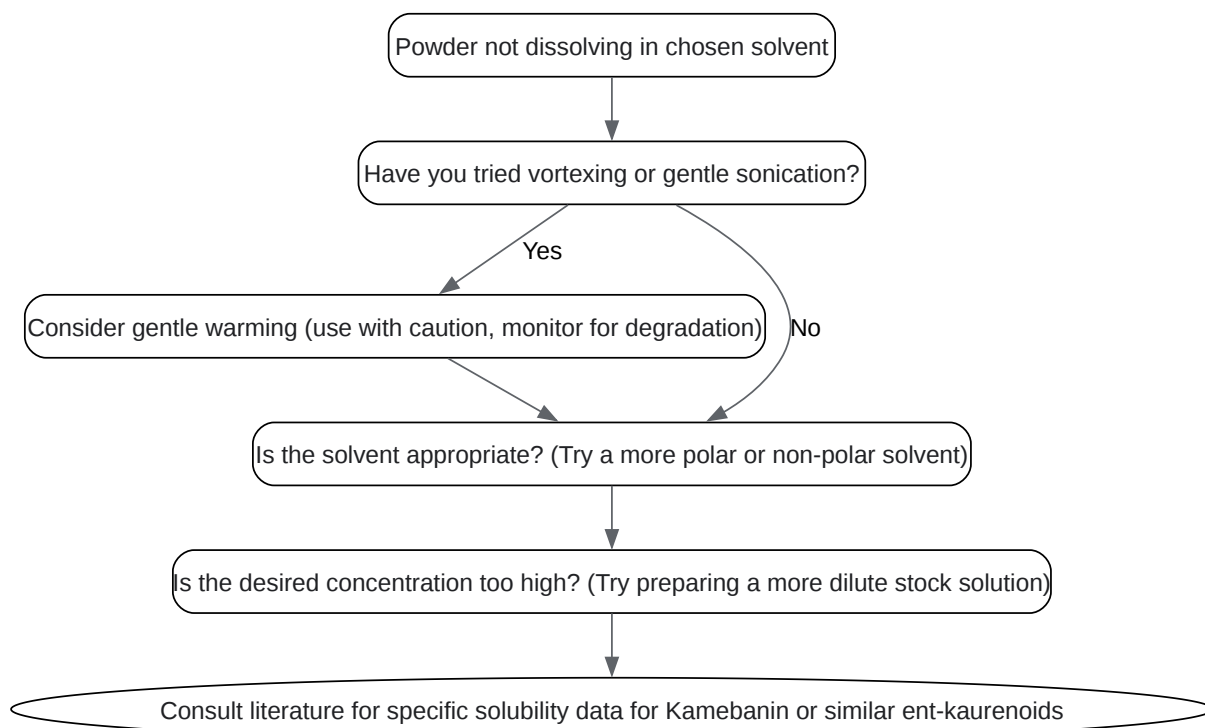 Powder not dissolving in chosen solvent
Have you tried vortexing or gentle sonication?
Yes
Consider gentle warming (use with caution, monitor for degradation)
No
Is the solvent appropriate? (Try a more polar or non-polar solvent)
Is the desired concentration too high? (Try preparing a more dilute stock solution)
Consult literature for specific solubility data for Kamebanin or similar ent-kaurenoids